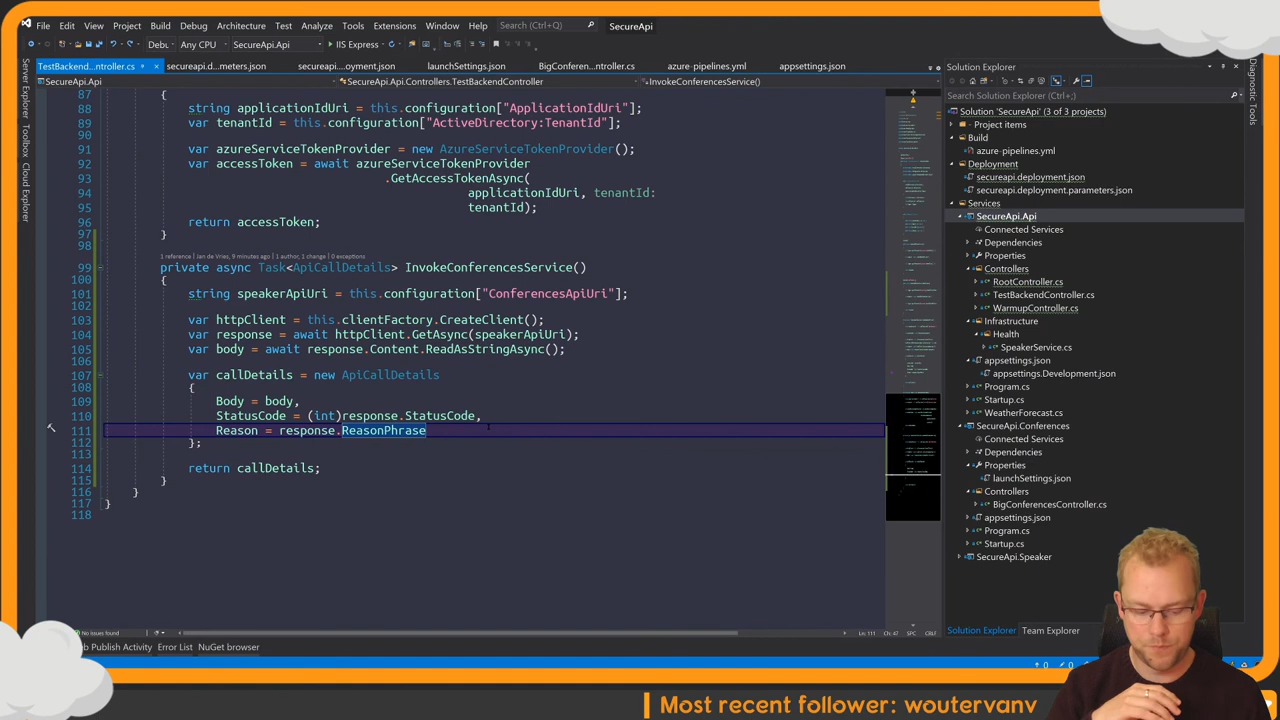 File Edit View Project Build Debug Architecture Test Analyze Tools Extensions Window Help Search (Ctrl+Q) SecureApi
Any CPU SecureApi.Api IIS Express
TestBackend...ntroller.cs secureapi.d...meters.json secureapi....oyment.json launchSettings.json BigConferen...ntroller.cs azure-pipelines.yml appsettings.json
SecureApi.Api SecureApi.Api.Controllers.TestBackendController InvokeConferencesService()
87 {
88 string applicationIdUri = this.configuration["ApplicationIdUri"];
89 var tenantId = this.configuration["ActiveDirectory:TenantId"];
90
91 var azureServiceTokenProvider = new AzureServiceTokenProvider();
92 var accessToken = await azureServiceTokenProvider
93 .GetAccessTokenAsync(
94 applicationIdUri, tenantId:
95 tenantId);
96 return accessToken;
97 }
98
1 reference | Jan de Vries, 9 minutes ago | 1 author, 1 change | 0 exceptions
99 private async Task<ApiCallDetails> InvokeConferencesService()
100 {
101 string speakerApiUri = this.configuration["ConferencesApiUri"];
102
103 var httpClient = this.clientFactory.CreateClient();
104 var response = await httpClient.GetAsync(speakerApiUri);
105 var body = await response.Content.ReadAsStringAsync();
106
107 var callDetails = new ApiCallDetails
108 {
109 Body = body,
110 StatusCode = (int)response.StatusCode,
111 Reason = response.ReasonPhrase
112 };
113
114 return callDetails;
115 }
116 }
117 }
118
No issues found Ln: 111 Ch: 47 SPC CRLF
Publish Activity Error List NuGet browser
Server Explorer
Toolbox
Cloud Explorer
Solution Explorer
Search Solution Explorer (Ctrl+;)
Solution 'SecureApi' (3 of 3 projects)
Project items
Build
azure-pipelines.yml
Deployment
secureapi.deployment.json
secureapi.deployment.parameters.json
Services
SecureApi.Api
Connected Services
Dependencies
Properties
Controllers
RootController.cs
TestBackendController.cs
WarmupController.cs
Infrastructure
Health
SpeakerService.cs
appsettings.json
appsettings.Development.json
Program.cs
Startup.cs
WeatherForecast.cs
SecureApi.Conferences
Connected Services
Dependencies
Properties
launchSettings.json
Controllers
BigConferencesController.cs
appsettings.json
Program.cs
Startup.cs
SecureApi.Speaker
Solution Explorer Team Explorer
Diagnostic Tools
0 0
Most recent follower: woutervanv